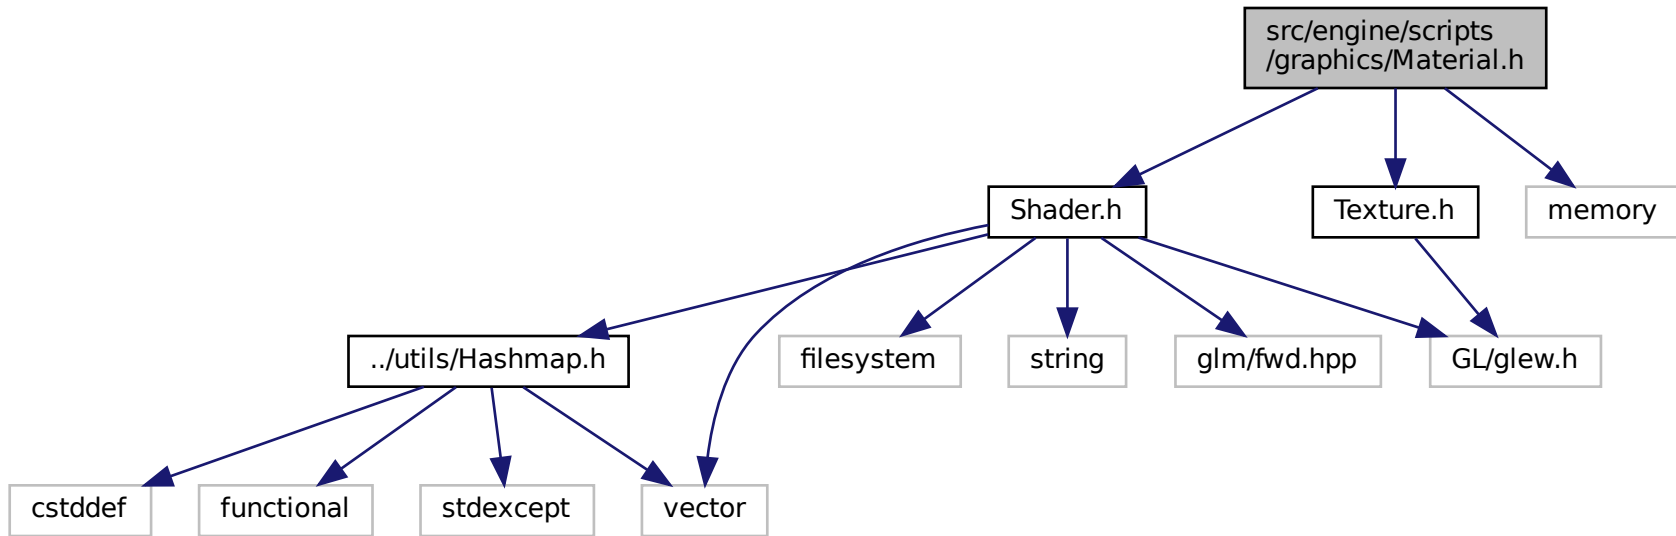 src/engine/scripts
/graphics/Material.h
Shader.h
Texture.h
memory
../utils/Hashmap.h
filesystem
string
glm/fwd.hpp
GL/glew.h
cstddef
functional
stdexcept
vector